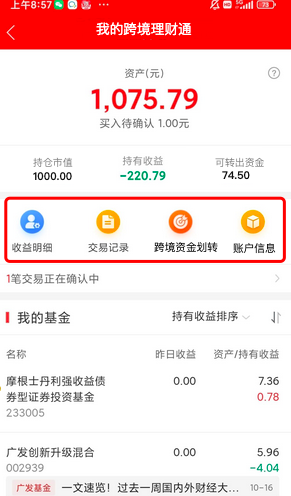 上午8:57
5G
73
我的跨境理财通
资产(元)
1,075.79
买入待确认 1.00元
持仓市值 持有收益 可转出资金
1000.00 -220.79 74.50
收益明细 交易记录 跨境资金划转 账户信息
1笔交易正在确认中
我的基金 持有收益排序
名称 昨日收益 资产/持有收益
摩根士丹利强收益债 0.00 7.36
券型证券投资基金 0.78
233005
广发创新升级混合 0.00 5.96
002939 -4.04
广发基金 一文速览！过去一周国内外财经大... 10-16